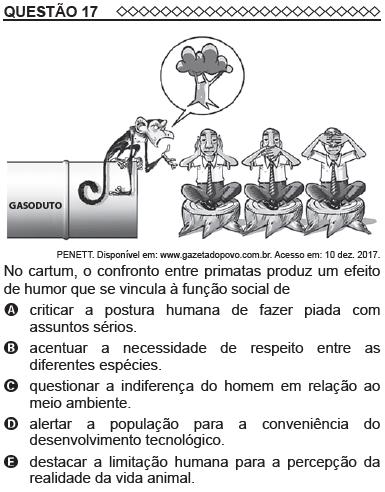 QUESTÃO 17
GASODUTO
PENETT. Disponível em: www.gazetadopovo.com.br. Acesso em: 10 dez. 2017.
No cartum, o confronto entre primatas produz um efeito
de humor que se vincula à função social de
A criticar a postura humana de fazer piada com
assuntos sérios.
B acentuar a necessidade de respeito entre as
diferentes espécies.
C questionar a indiferença do homem em relação ao
meio ambiente.
D alertar a população para a conveniência do
desenvolvimento tecnológico.
E destacar a limitação humana para a percepção da
realidade da vida animal.